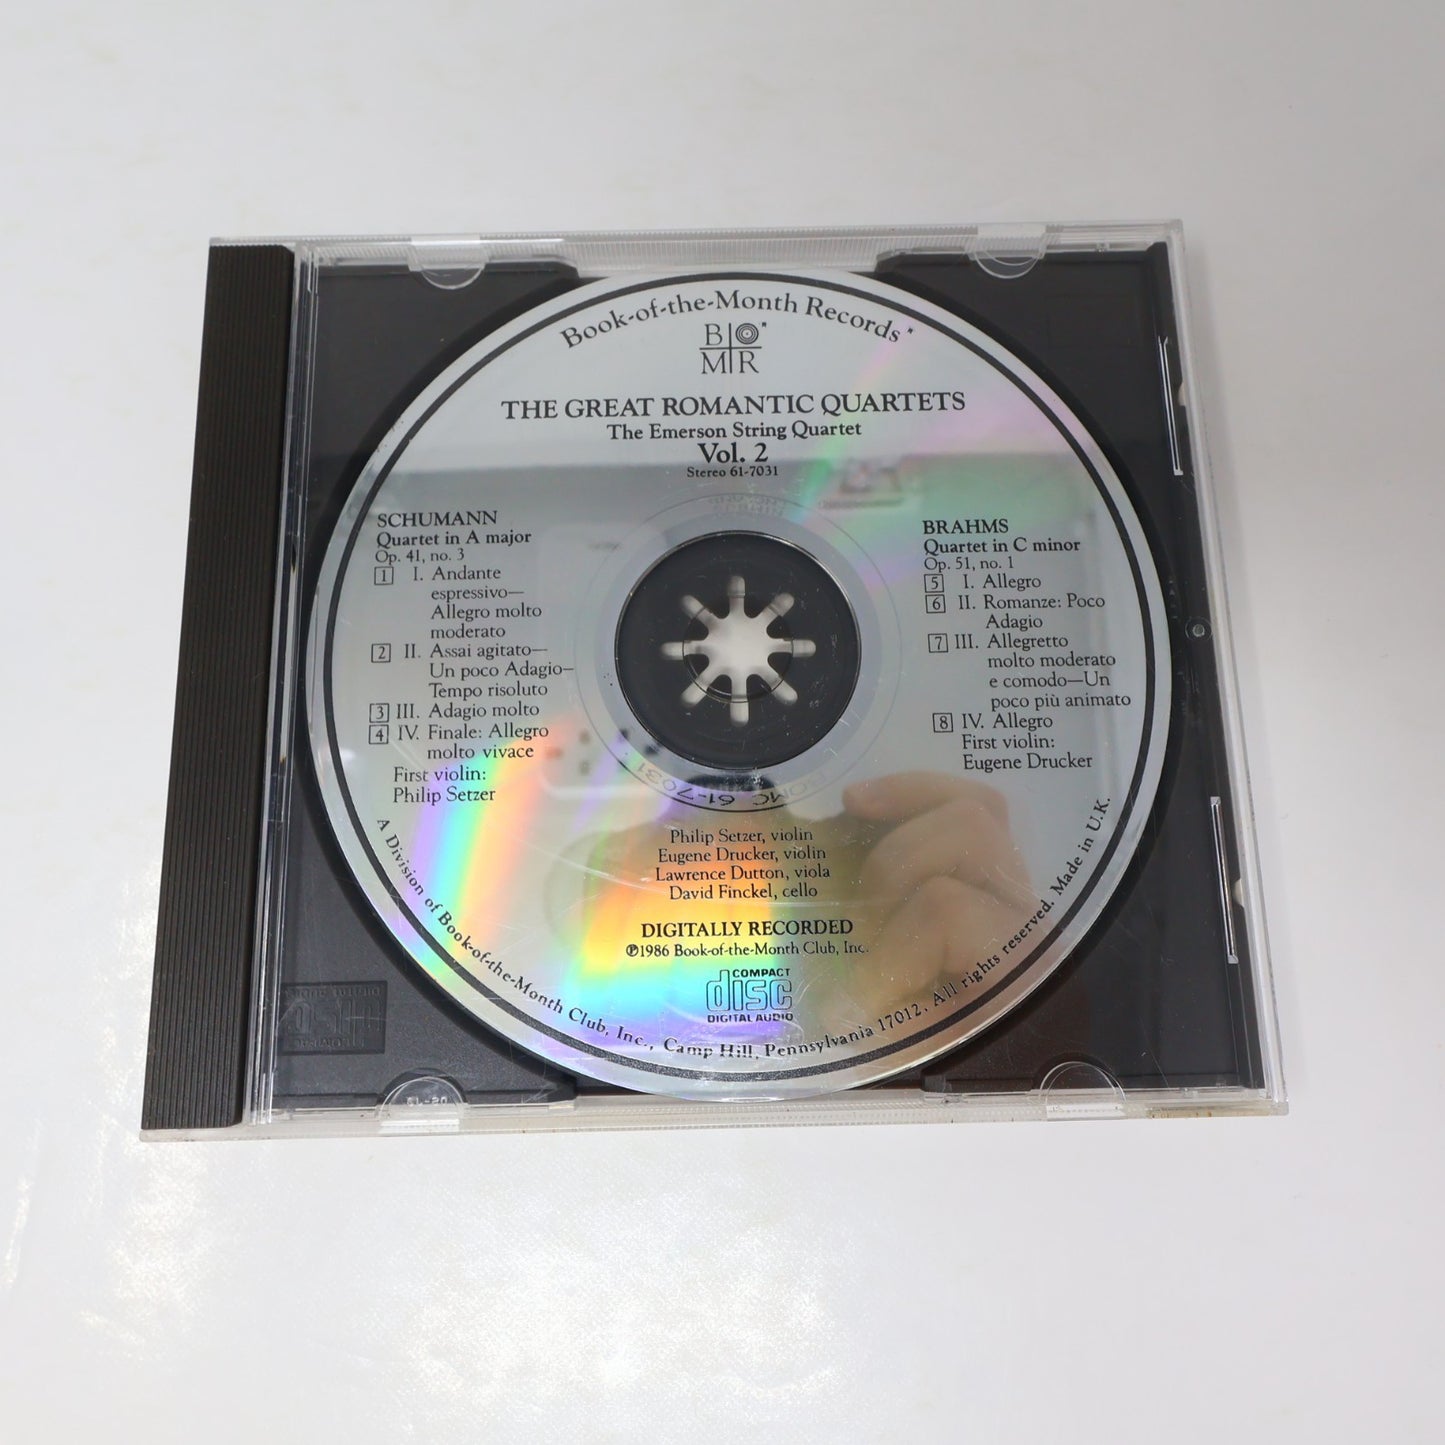 Book-of-the-Month Records*
B O*
M R
THE GREAT ROMANTIC QUARTETS
The Emerson String Quartet
Vol. 2
Stereo 61-7031
SCHUMANN
Quartet in A major
Op. 41, no. 3
1 I. Andante
espressivo—
Allegro molto
moderato
2 II. Assai agitato—
Un poco Adagio—
Tempo risoluto
3 III. Adagio molto
4 IV. Finale: Allegro
molto vivace
First violin:
Philip Setzer
BRAHMS
Quartet in C minor
Op. 51, no. 1
5 I. Allegro
6 II. Romanze: Poco
Adagio
7 III. Allegretto
molto moderato
e comodo—Un
poco più animato
8 IV. Allegro
First violin:
Eugene Drucker
61-7031
Philip Setzer, violin
Eugene Drucker, violin
Lawrence Dutton, viola
David Finckel, cello
DIGITALLY RECORDED
℗1986 Book-of-the-Month Club, Inc.
COMPACT
disc
DIGITAL AUDIO
A Division of Book-of-the-Month Club, Inc., Camp Hill, Pennsylvania 17012. All rights reserved. Made in U.K.